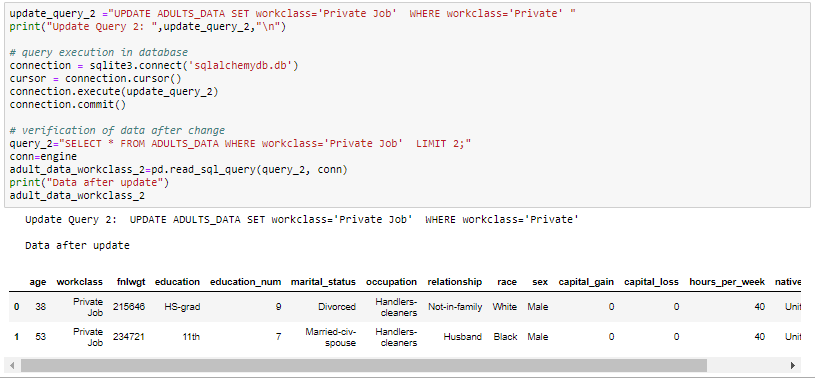 update_query_2 ="UPDATE ADULTS_DATA SET workclass='Private Job'  WHERE workclass='Private' "
print("Update Query 2: ",update_query_2,"\n")
# query execution in database
connection = sqlite3.connect('sqlalchemydb.db')
cursor = connection.cursor()
connection.execute(update_query_2)
connection.commit()
# verification of data after change
query_2="SELECT * FROM ADULTS_DATA WHERE workclass='Private Job'  LIMIT 2;"
conn=engine
adult_data_workclass_2=pd.read_sql_query(query_2, conn)
print("Data after update")
adult_data_workclass_2
Update Query 2:  UPDATE ADULTS_DATA SET workclass='Private Job'  WHERE workclass='Private'
Data after update
age workclass fnlwgt education education_num marital_status occupation relationship race sex capital_gain capital_loss hours_per_week native
0 38 Private Job 215646 HS-grad 9 Divorced Handlers-cleaners Not-in-family White Male 0 0 40 Unit
1 53 Private Job 234721 11th 7 Married-civ-spouse Handlers-cleaners Husband Black Male 0 0 40 Unit